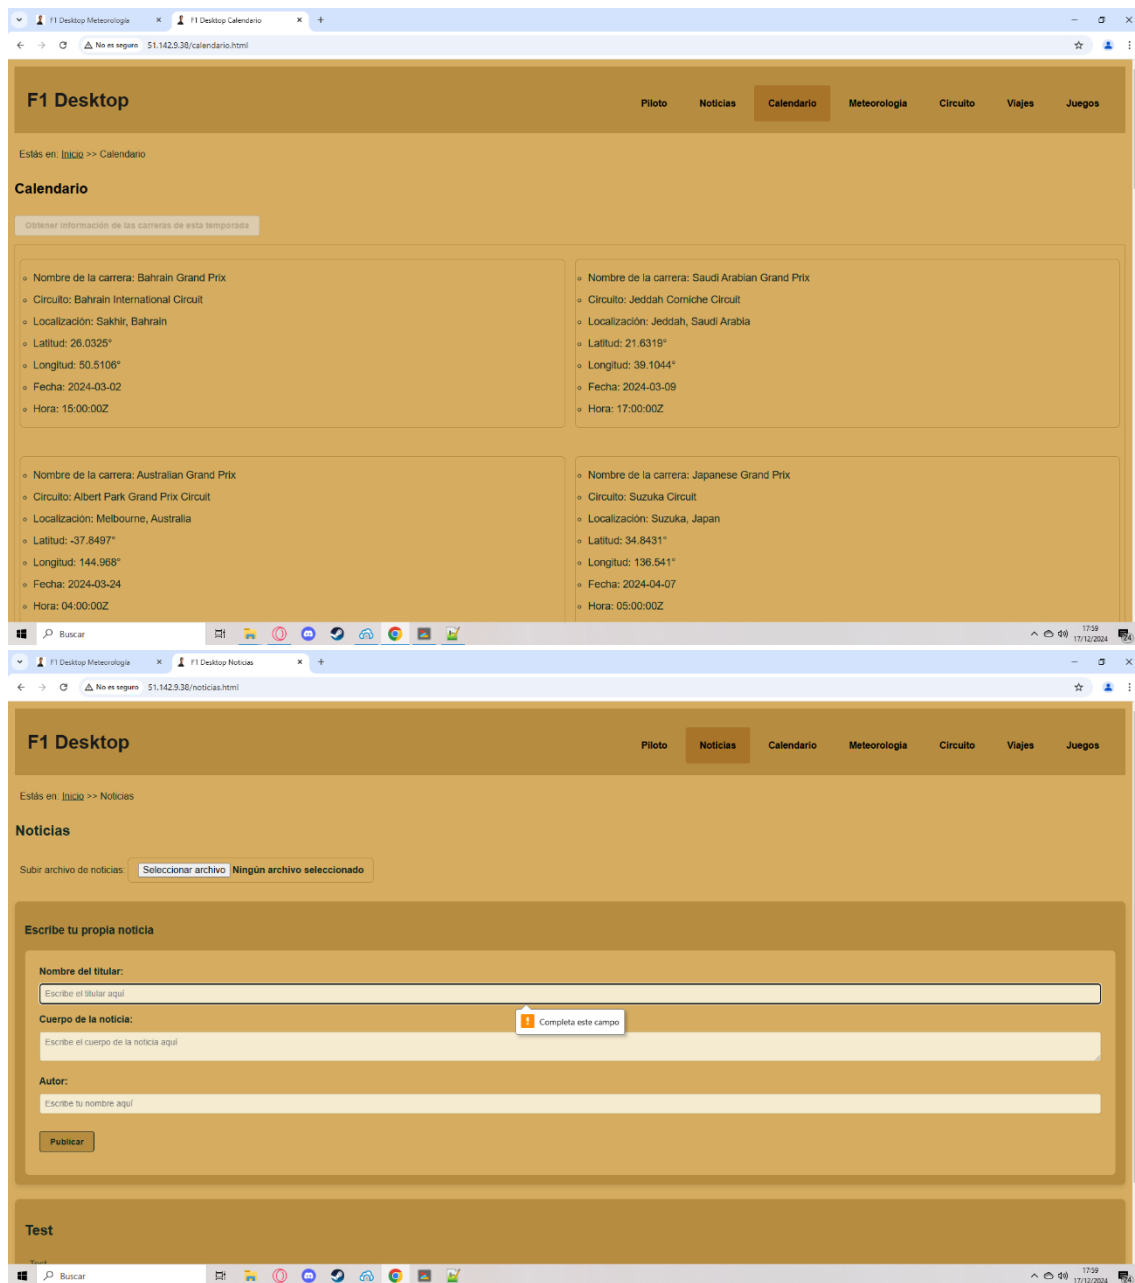 F1 Desktop Meteorología
F1 Desktop Calendario
No es seguro 51.142.9.38/calendario.html
F1 Desktop
Piloto Noticias Calendario Meteorologia Circuito Viajes Juegos
Estás en: Inicio >> Calendario
Calendario
Obtener información de las carreras de esta temporada
Nombre de la carrera: Bahrain Grand Prix
Circuito: Bahrain International Circuit
Localización: Sakhir, Bahrain
Latitud: 26.0325°
Longitud: 50.5106°
Fecha: 2024-03-02
Hora: 15:00:00Z
Nombre de la carrera: Saudi Arabian Grand Prix
Circuito: Jeddah Corniche Circuit
Localización: Jeddah, Saudi Arabia
Latitud: 21.6319°
Longitud: 39.1044°
Fecha: 2024-03-09
Hora: 17:00:00Z
Nombre de la carrera: Australian Grand Prix
Circuito: Albert Park Grand Prix Circuit
Localización: Melbourne, Australia
Latitud: -37.8497°
Longitud: 144.968°
Fecha: 2024-03-24
Hora: 04:00:00Z
Nombre de la carrera: Japanese Grand Prix
Circuito: Suzuka Circuit
Localización: Suzuka, Japan
Latitud: 34.8431°
Longitud: 136.541°
Fecha: 2024-04-07
Hora: 05:00:00Z
Buscar
17:59
17/12/2024
24
F1 Desktop Meteorología
F1 Desktop Noticias
No es seguro 51.142.9.38/noticias.html
F1 Desktop
Piloto Noticias Calendario Meteorologia Circuito Viajes Juegos
Estás en: Inicio >> Noticias
Noticias
Subir archivo de noticias: Seleccionar archivo Ningún archivo seleccionado
Escribe tu propia noticia
Nombre del titular:
Escribe el titular aquí
Completa este campo
Cuerpo de la noticia:
Escribe el cuerpo de la noticia aquí
Autor:
Escribe tu nombre aquí
Publicar
Test
Test
Buscar
17:59
17/12/2024
24